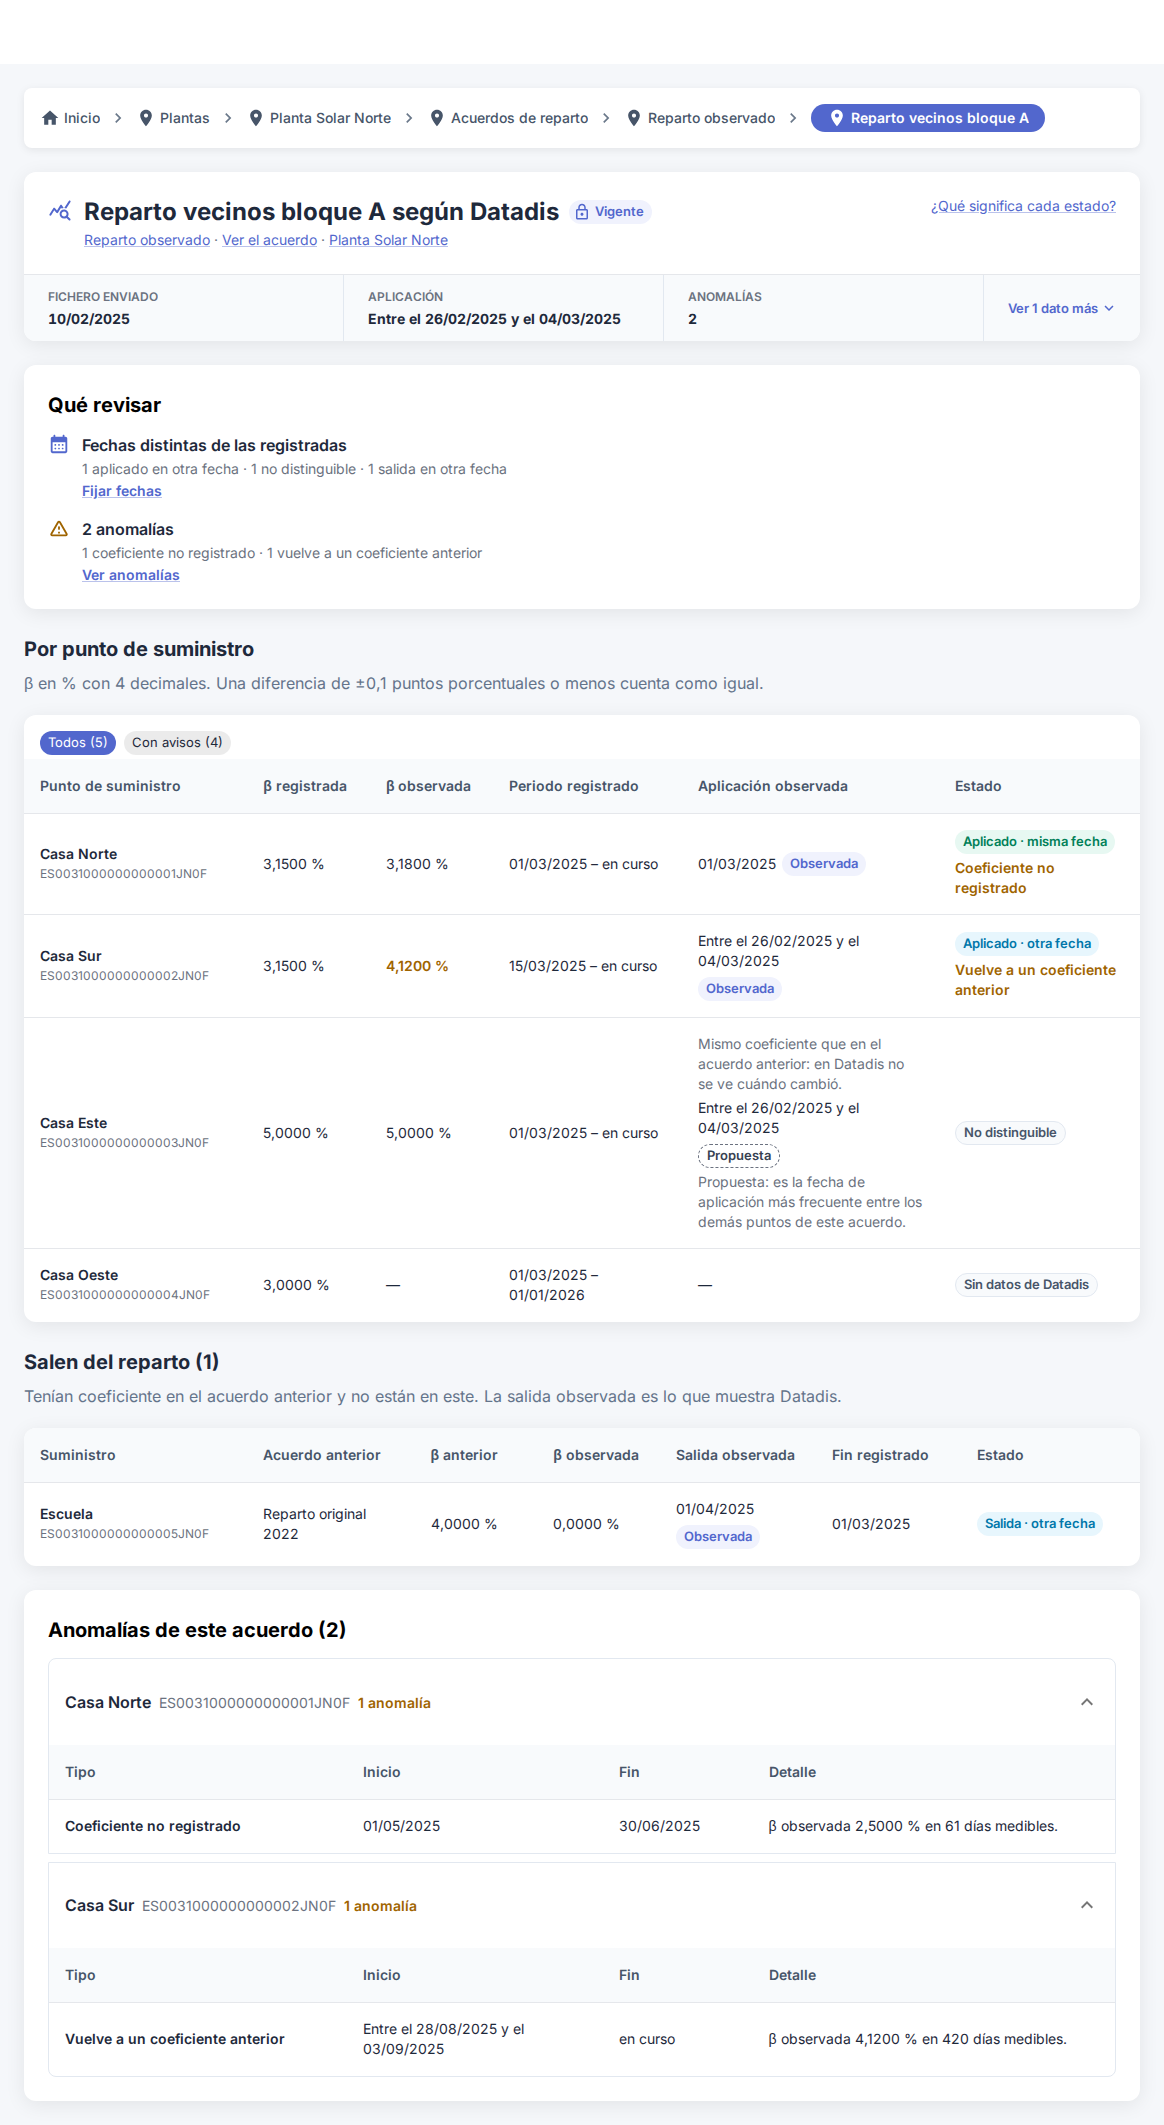 Inicio > Plantas > Planta Solar Norte > Acuerdos de reparto > Reparto observado > Reparto vecinos bloque A
Reparto vecinos bloque A según Datadis Vigente
¿Qué significa cada estado?
Reparto observado · Ver el acuerdo · Planta Solar Norte
FICHERO ENVIADO
10/02/2025
APLICACIÓN
Entre el 26/02/2025 y el 04/03/2025
ANOMALÍAS
2
Ver 1 dato más
Qué revisar
Fechas distintas de las registradas
1 aplicado en otra fecha · 1 no distinguible · 1 salida en otra fecha
Fijar fechas
2 anomalías
1 coeficiente no registrado · 1 vuelve a un coeficiente anterior
Ver anomalías
Por punto de suministro
β en % con 4 decimales. Una diferencia de ±0,1 puntos porcentuales o menos cuenta como igual.
Todos (5) Con avisos (4)
Punto de suministro β registrada β observada Periodo registrado Aplicación observada Estado
Casa Norte
ES0031000000000001JN0F
3,1500 %
3,1800 %
01/03/2025 – en curso
01/03/2025 Observada
Aplicado · misma fecha
Coeficiente no
registrado
Casa Sur
ES0031000000000002JN0F
3,1500 %
4,1200 %
15/03/2025 – en curso
Entre el 26/02/2025 y el
04/03/2025
Observada
Aplicado · otra fecha
Vuelve a un coeficiente
anterior
Casa Este
ES0031000000000003JN0F
5,0000 %
5,0000 %
01/03/2025 – en curso
Mismo coeficiente que en el
acuerdo anterior: en Datadis no
se ve cuándo cambió.
Entre el 26/02/2025 y el
04/03/2025
Propuesta
Propuesta: es la fecha de
aplicación más frecuente entre los
demás puntos de este acuerdo.
No distinguible
Casa Oeste
ES0031000000000004JN0F
3,0000 %
—
01/03/2025 –
01/01/2026
—
Sin datos de Datadis
Salen del reparto (1)
Tenían coeficiente en el acuerdo anterior y no están en este. La salida observada es lo que muestra Datadis.
Suministro Acuerdo anterior β anterior β observada Salida observada Fin registrado Estado
Escuela
ES0031000000000005JN0F
Reparto original
2022
4,0000 %
0,0000 %
01/04/2025
Observada
01/03/2025
Salida · otra fecha
Anomalías de este acuerdo (2)
Casa Norte ES0031000000000001JN0F 1 anomalía
Tipo Inicio Fin Detalle
Coeficiente no registrado 01/05/2025 30/06/2025 β observada 2,5000 % en 61 días medibles.
Casa Sur ES0031000000000002JN0F 1 anomalía
Tipo Inicio Fin Detalle
Vuelve a un coeficiente anterior
Entre el 28/08/2025 y el
03/09/2025
en curso
β observada 4,1200 % en 420 días medibles.